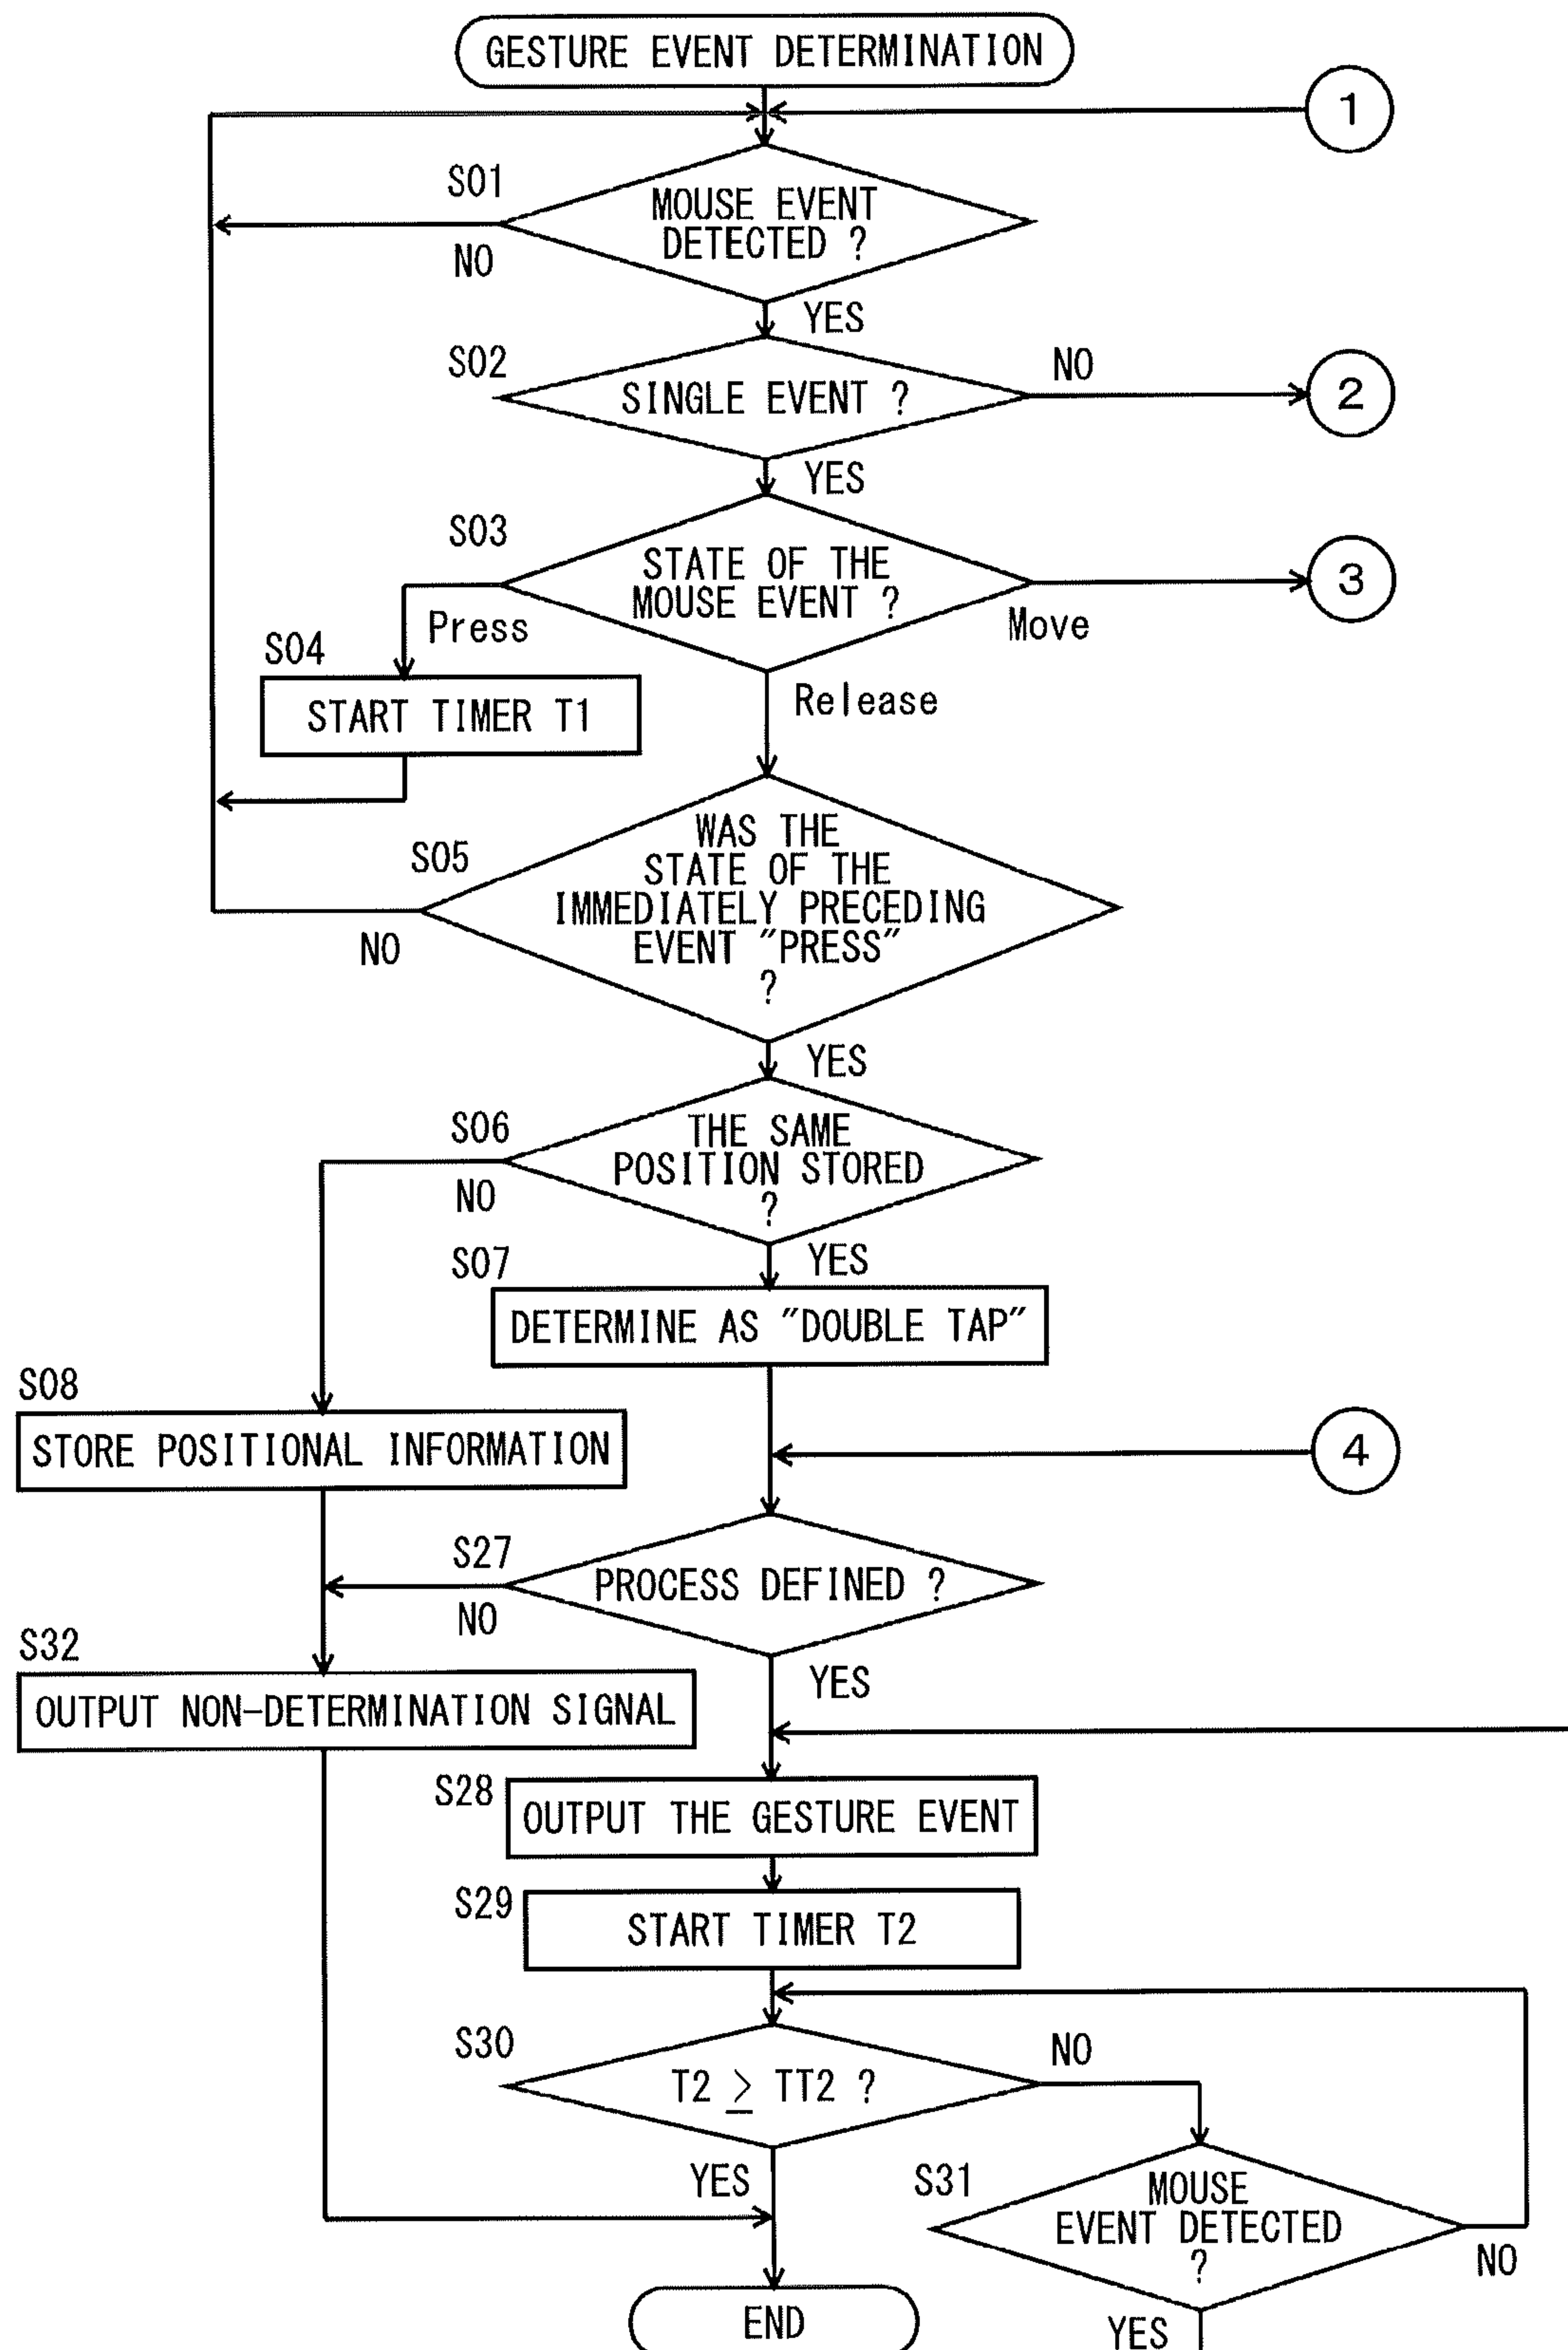 GESTURE EVENT DETERMINATION
1
S01
MOUSE EVENT
DETECTED ?
NO
YES
S02
SINGLE EVENT ?
NO
2
YES
S03
STATE OF THE
MOUSE EVENT ?
3
Press
Move
S04
START TIMER T1
Release
S05
WAS THE
STATE OF THE
IMMEDIATELY PRECEDING
EVENT "PRESS"
?
NO
YES
S06
THE SAME
POSITION STORED
?
NO
YES
S07
DETERMINE AS "DOUBLE TAP"
S08
STORE POSITIONAL INFORMATION
4
S27
PROCESS DEFINED ?
NO
S32
OUTPUT NON-DETERMINATION SIGNAL
YES
S28
OUTPUT THE GESTURE EVENT
S29
START TIMER T2
S30
T2 ≥ TT2 ?
NO
YES
S31
MOUSE
EVENT DETECTED
?
NO
END
YES